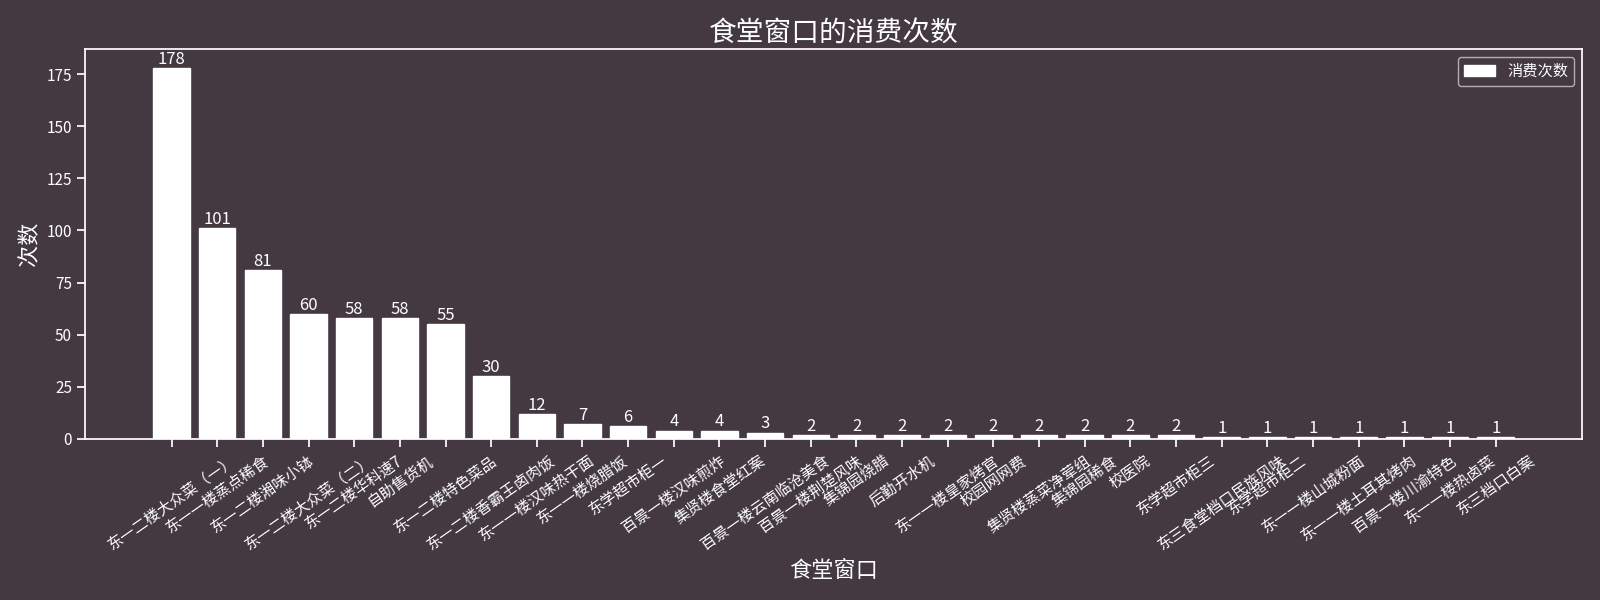 食堂窗口的消费次数
消费次数
次数
175
150
125
100
75
50
25
0
178
101
81
60
58
58
55
30
12
7
6
4
4
3
2
2
2
2
2
2
2
2
2
1
1
1
1
1
1
1
东一二楼大众菜（一）
东一一楼蒸点稀食
东一二楼湘味小钵
东一二楼大众菜（二）
东一二楼华科速7
自助售货机
东一二楼特色菜品
东一二楼香霸王卤肉饭
东一一楼汉味热干面
东一一楼烧腊饭
东学超市柜一
百景一楼汉味煎炸
集贤楼食堂红案
百景一楼云南临沧美食
百景一楼荆楚风味
集锦园烧腊
后勤开水机
东一一楼皇家烤官
校园网网费
集贤楼蒸菜净荤组
集锦园稀食
校医院
东学超市柜三
东三食堂档口民族风味
东学超市柜二
东一一楼山城粉面
东一一楼土耳其烤肉
百景一楼川渝特色
东一一楼热卤菜
东三档口白案
食堂窗口